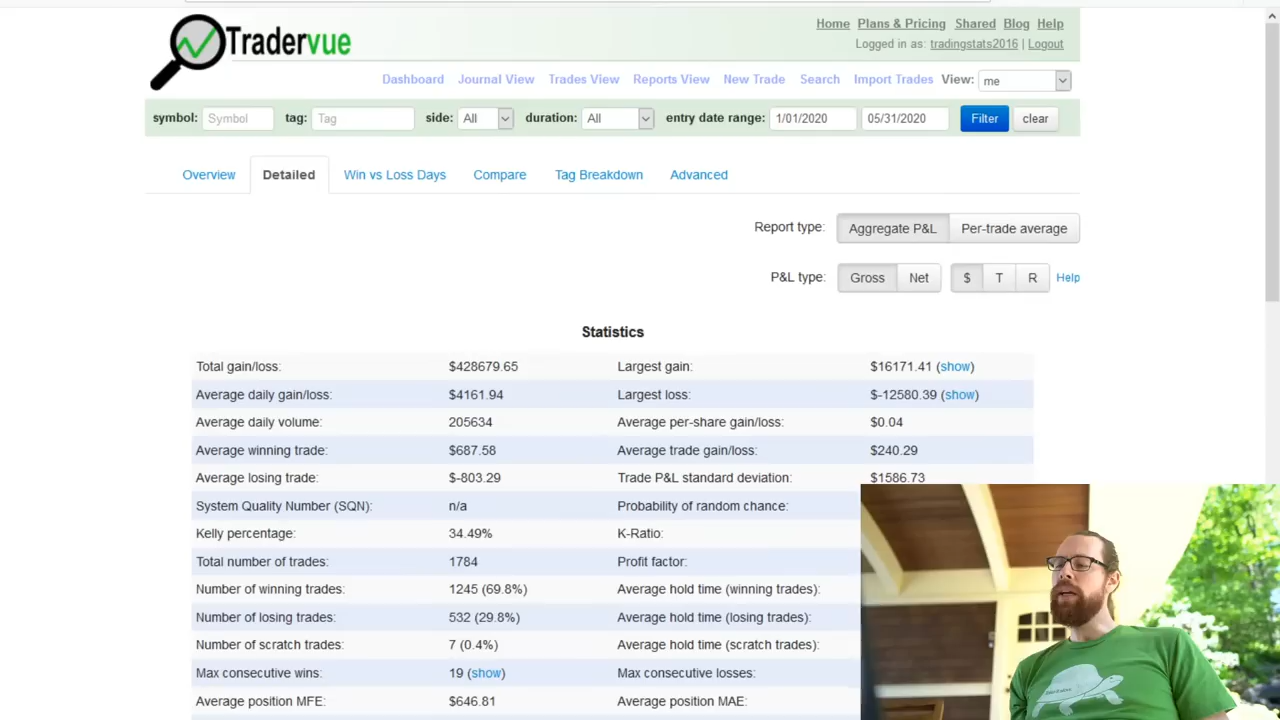 Tradervue
Home Plans & Pricing Shared Blog Help
Logged in as: tradingstats2016 | Logout
Dashboard Journal View Trades View Reports View New Trade Search Import Trades View: me
symbol: Symbol tag: Tag side: All duration: All entry date range: 1/01/2020 05/31/2020 Filter clear
Overview Detailed Win vs Loss Days Compare Tag Breakdown Advanced
Report type: Aggregate P&L Per-trade average
P&L type: Gross Net $ T R Help
Statistics
Total gain/loss: $428679.65 Largest gain: $16171.41 (show)
Average daily gain/loss: $4161.94 Largest loss: $-12580.39 (show)
Average daily volume: 205634 Average per-share gain/loss: $0.04
Average winning trade: $687.58 Average trade gain/loss: $240.29
Average losing trade: $-803.29 Trade P&L standard deviation: $1586.73
System Quality Number (SQN): n/a Probability of random chance:
Kelly percentage: 34.49% K-Ratio:
Total number of trades: 1784 Profit factor:
Number of winning trades: 1245 (69.8%) Average hold time (winning trades):
Number of losing trades: 532 (29.8%) Average hold time (losing trades):
Number of scratch trades: 7 (0.4%) Average hold time (scratch trades):
Max consecutive wins: 19 (show) Max consecutive losses:
Average position MFE: $646.81 Average position MAE: